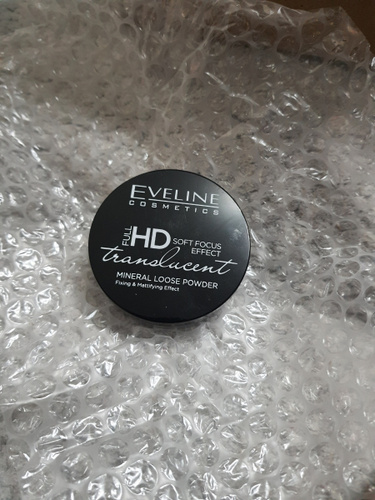 EVELINE
COSMETICS
FULL HD SOFT FOCUS
EFFECT
translucent
MINERAL LOOSE POWDER
Fixing & Mattifying Effect